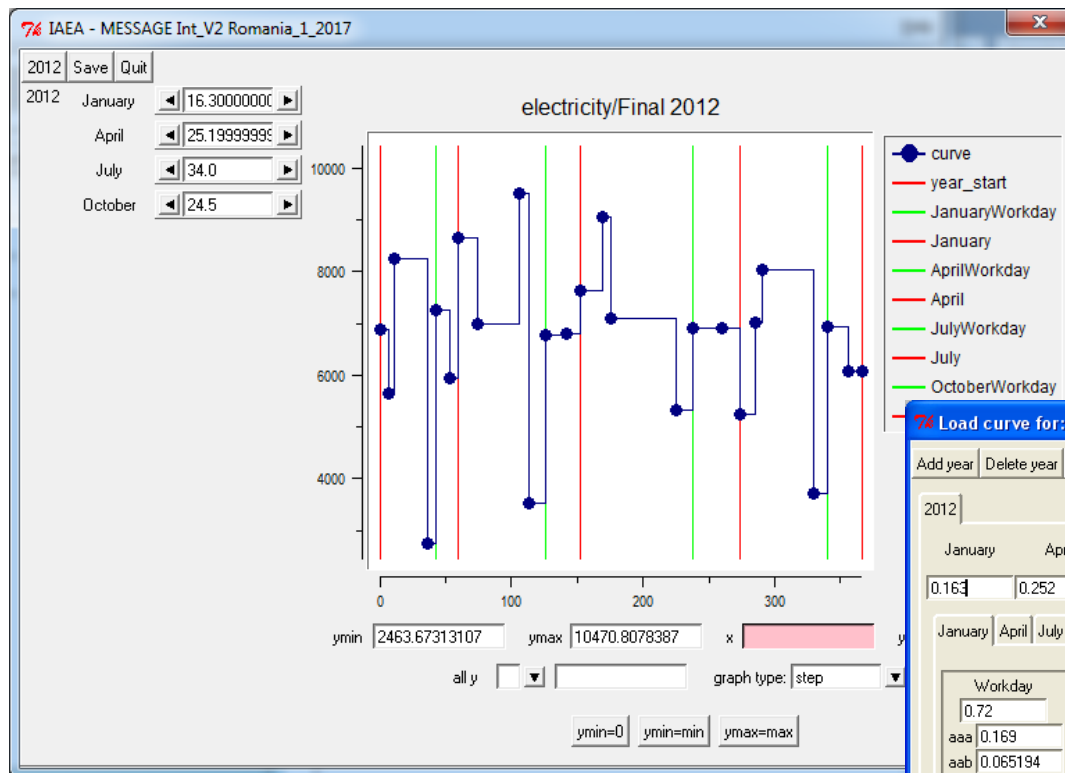 IAEA - MESSAGE Int_V2 Romania_1_2017
2012 Save Quit
2012 January 16.30000000
April 25.19999999
July 34.0
October 24.5
electricity/Final 2012
10000
8000
6000
4000
0 100 200 300
curve
year_start
JanuaryWorkday
January
AprilWorkday
April
JulyWorkday
July
OctoberWorkday
ymin 2463.67313107 ymax 10470.8078387 x y
all y graph type: step
ymin=0 ymin=min ymax=max
Load curve for:
Add year Delete year
2012
January Apr
0.163 0.252
January April July
Workday
0.72
aaa 0.169
aab 0.065194